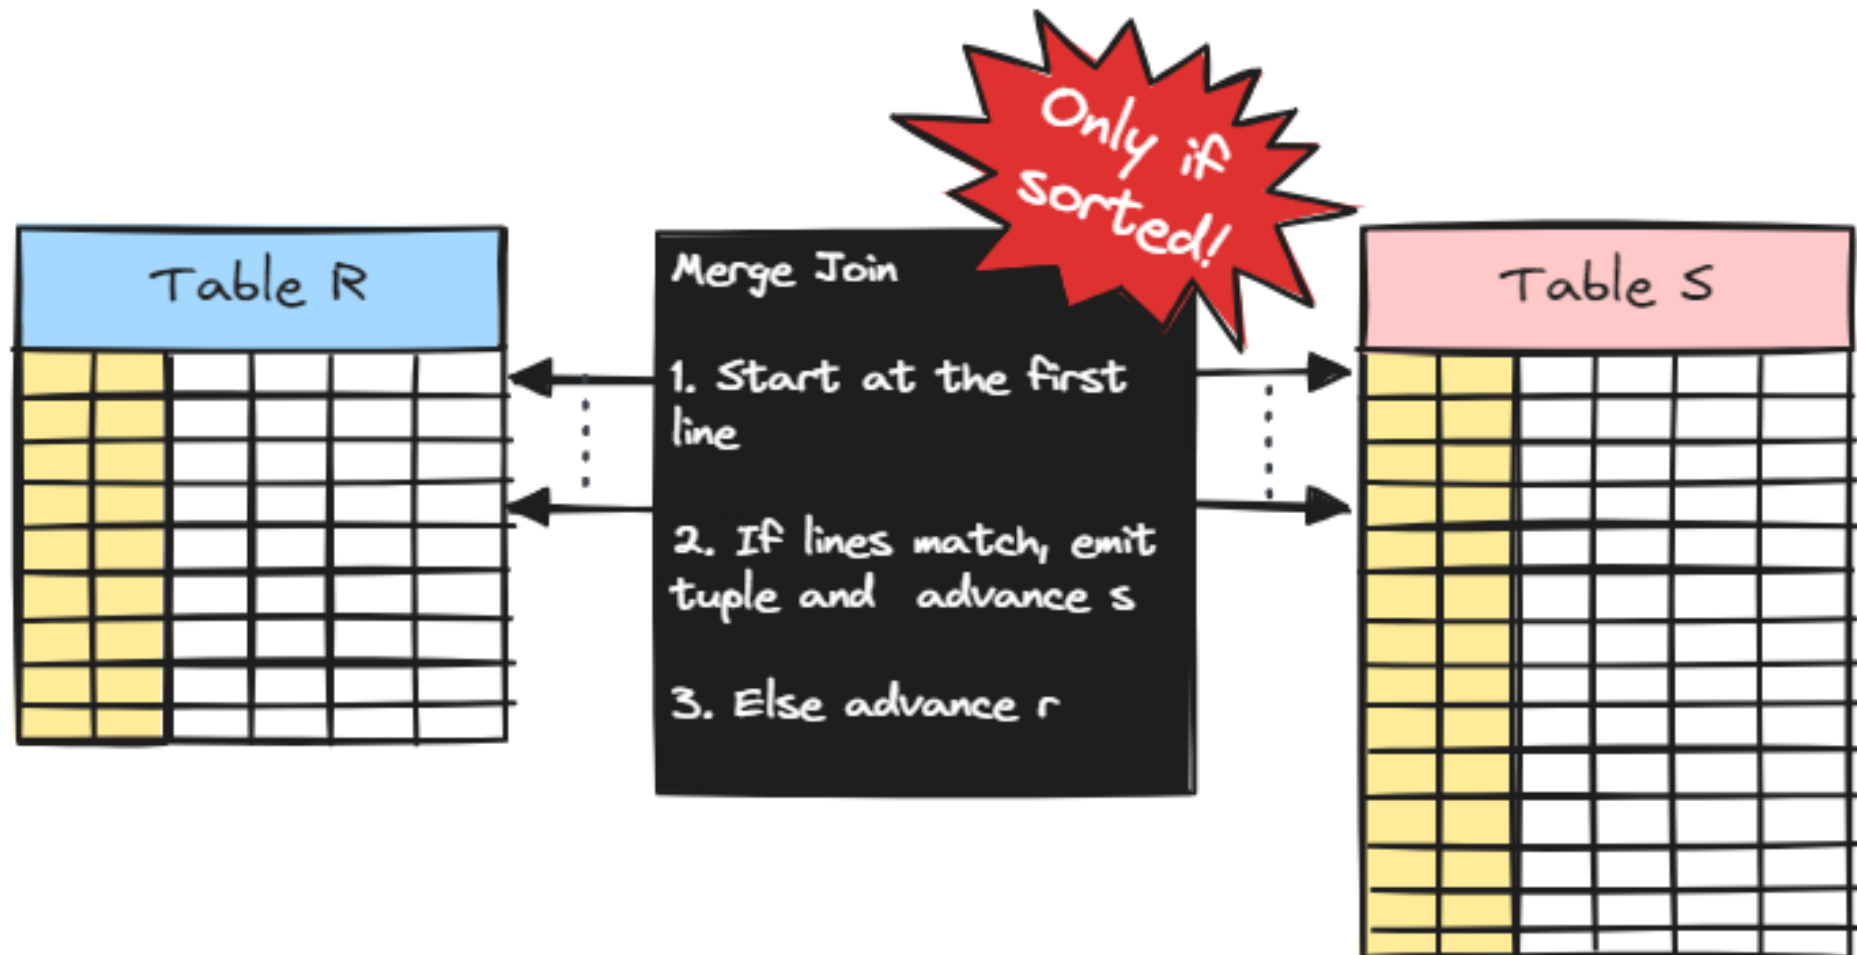 Only if
sorted!
Table R
Merge Join
Table S
1. Start at the first
line
2. If lines match, emit
tuple and advance s
3. Else advance r